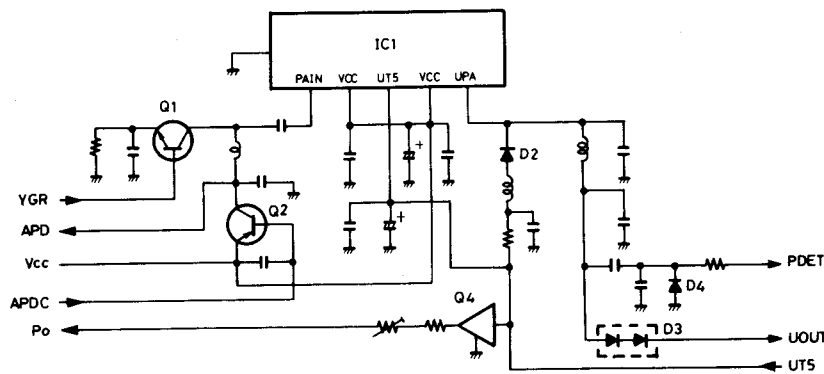 IC1
PAIN VCC UT5 VCC UPA
Q1
+
+
D2
YGR
Q2
APD
Vcc
PDET
D4
APDC
Q4
D3
Po
UOUT
UT5